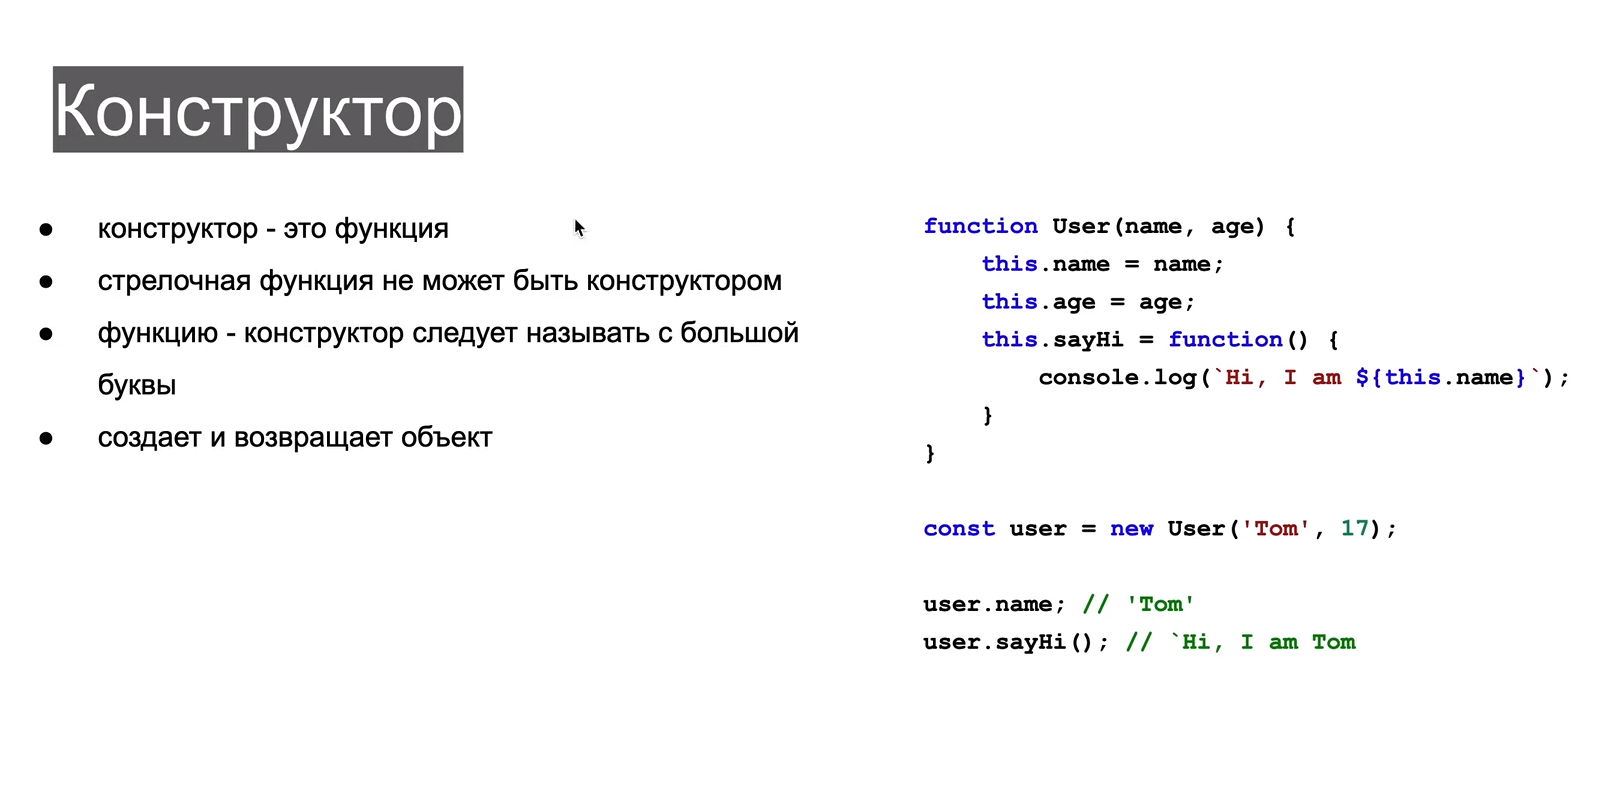 Конструктор
● конструктор - это функция
● стрелочная функция не может быть конструктором
● функцию - конструктор следует называть с большой
буквы
● создает и возвращает объект
function User(name, age) {
    this.name = name;
    this.age = age;
    this.sayHi = function() {
        console.log(`Hi, I am ${this.name}`);
    }
}
const user = new User('Tom', 17);
user.name; // 'Tom'
user.sayHi(); // `Hi, I am Tom